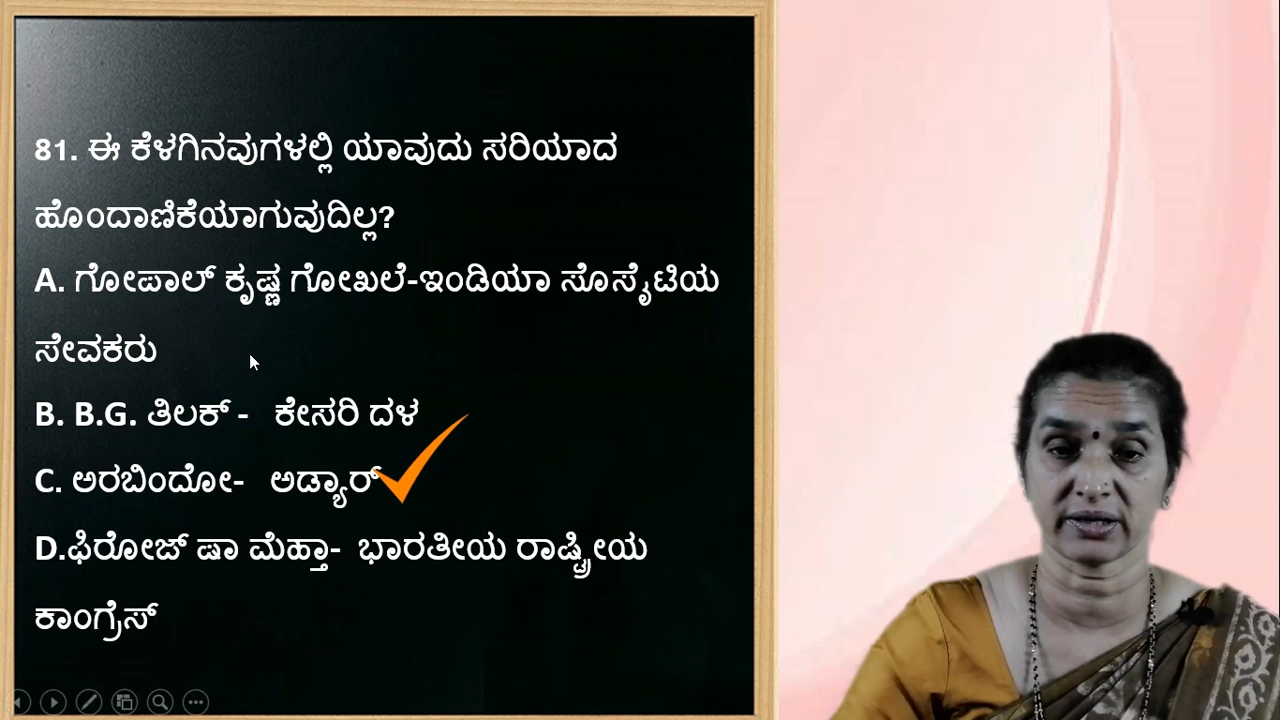 81. ಈ ಕೆಳಗಿನವುಗಳಲ್ಲಿ ಯಾವುದು ಸರಿಯಾದ
ಹೊಂದಾಣಿಕೆಯಾಗುವುದಿಲ್ಲ?
A. ಗೋಪಾಲ್ ಕೃಷ್ಣ ಗೋಖಲೆ-ಇಂಡಿಯಾ ಸೊಸೈಟಿಯ
ಸೇವಕರು
B. B.G. ತಿಲಕ್ - ಕೇಸರಿ ದಳ
C. ಅರಬಿಂದೋ- ಅಡ್ಯಾರ್
D.ಫಿರೋಜ್ ಷಾ ಮೆಹ್ತಾ- ಭಾರತೀಯ ರಾಷ್ಟ್ರೀಯ
ಕಾಂಗ್ರೆಸ್